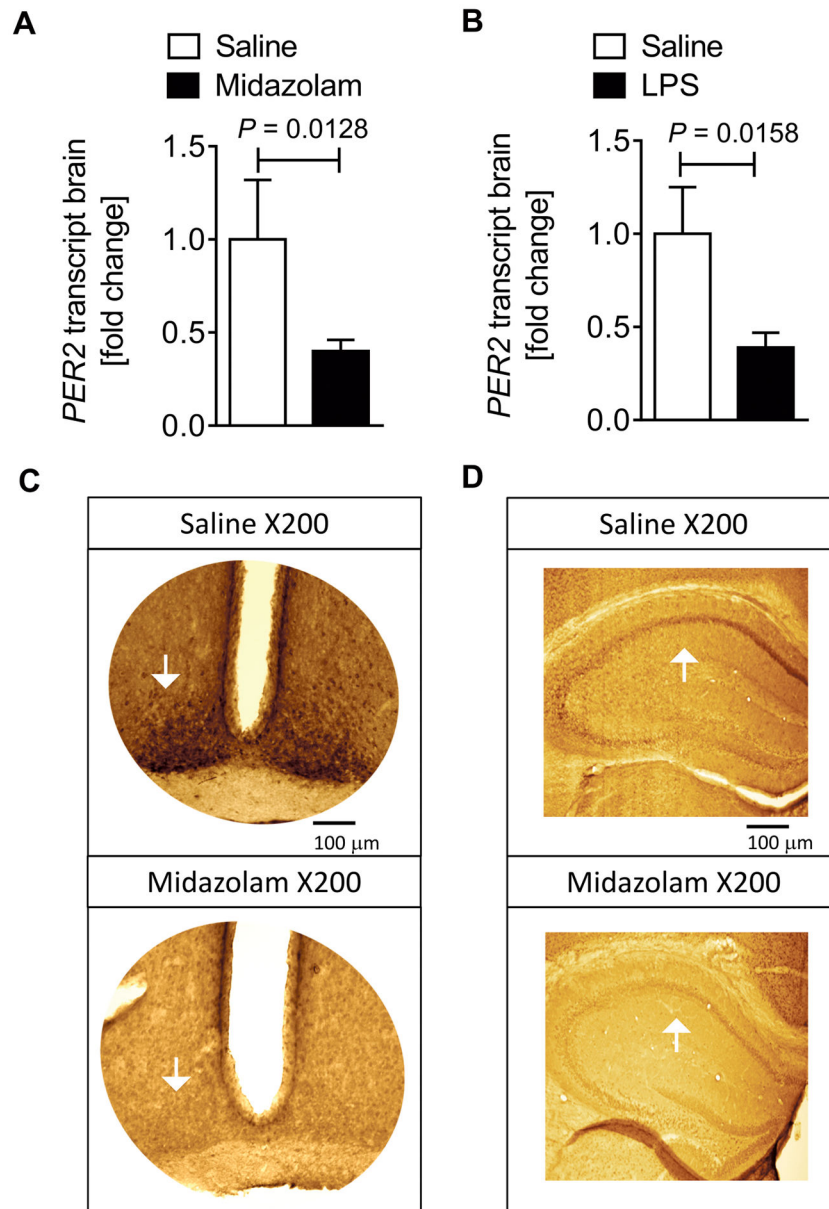 A
Saline
Midazolam
P = 0.0128
PER2 transcript brain
[fold change]
1.5
1.0
0.5
0.0
B
Saline
LPS
P = 0.0158
PER2 transcript brain
[fold change]
1.5
1.0
0.5
0.0
C
Saline X200
100 μm
Midazolam X200
D
Saline X200
100 μm
Midazolam X200